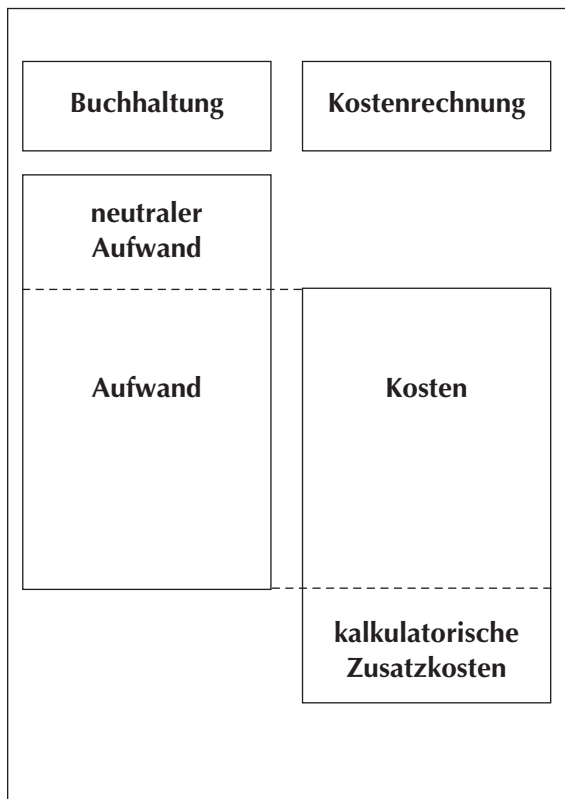 Buchhaltung
Kostenrechnung
neutraler
Aufwand
Aufwand
Kosten
kalkulatorische
Zusatzkosten